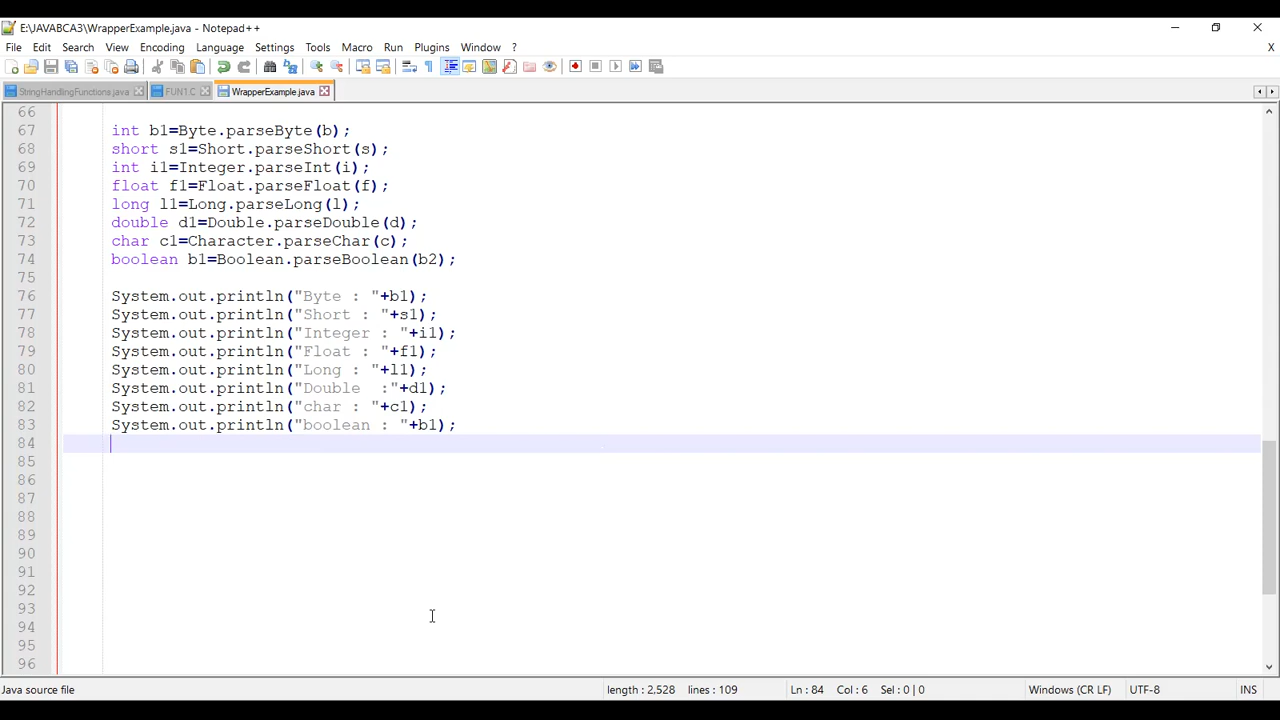 E:\JAVABCA3\WrapperExample.java - Notepad++
File Edit Search View Encoding Language Settings Tools Macro Run Plugins Window ? X
StringHandlingFunctions.java FUN1.C WrapperExample.java
66
67 int b1=Byte.parseByte(b);
68 short s1=Short.parseShort(s);
69 int i1=Integer.parseInt(i);
70 float f1=Float.parseFloat(f);
71 long l1=Long.parseLong(l);
72 double d1=Double.parseDouble(d);
73 char c1=Character.parseChar(c);
74 boolean b1=Boolean.parseBoolean(b2);
75
76 System.out.println("Byte : "+b1);
77 System.out.println("Short : "+s1);
78 System.out.println("Integer : "+i1);
79 System.out.println("Float : "+f1);
80 System.out.println("Long : "+l1);
81 System.out.println("Double  :"+d1);
82 System.out.println("char : "+c1);
83 System.out.println("boolean : "+b1);
84
85
86
87
88
89
90
91
92
93
94
95
96
Java source file length : 2,528 lines : 109 Ln : 84 Col : 6 Sel : 0 | 0 Windows (CR LF) UTF-8 INS